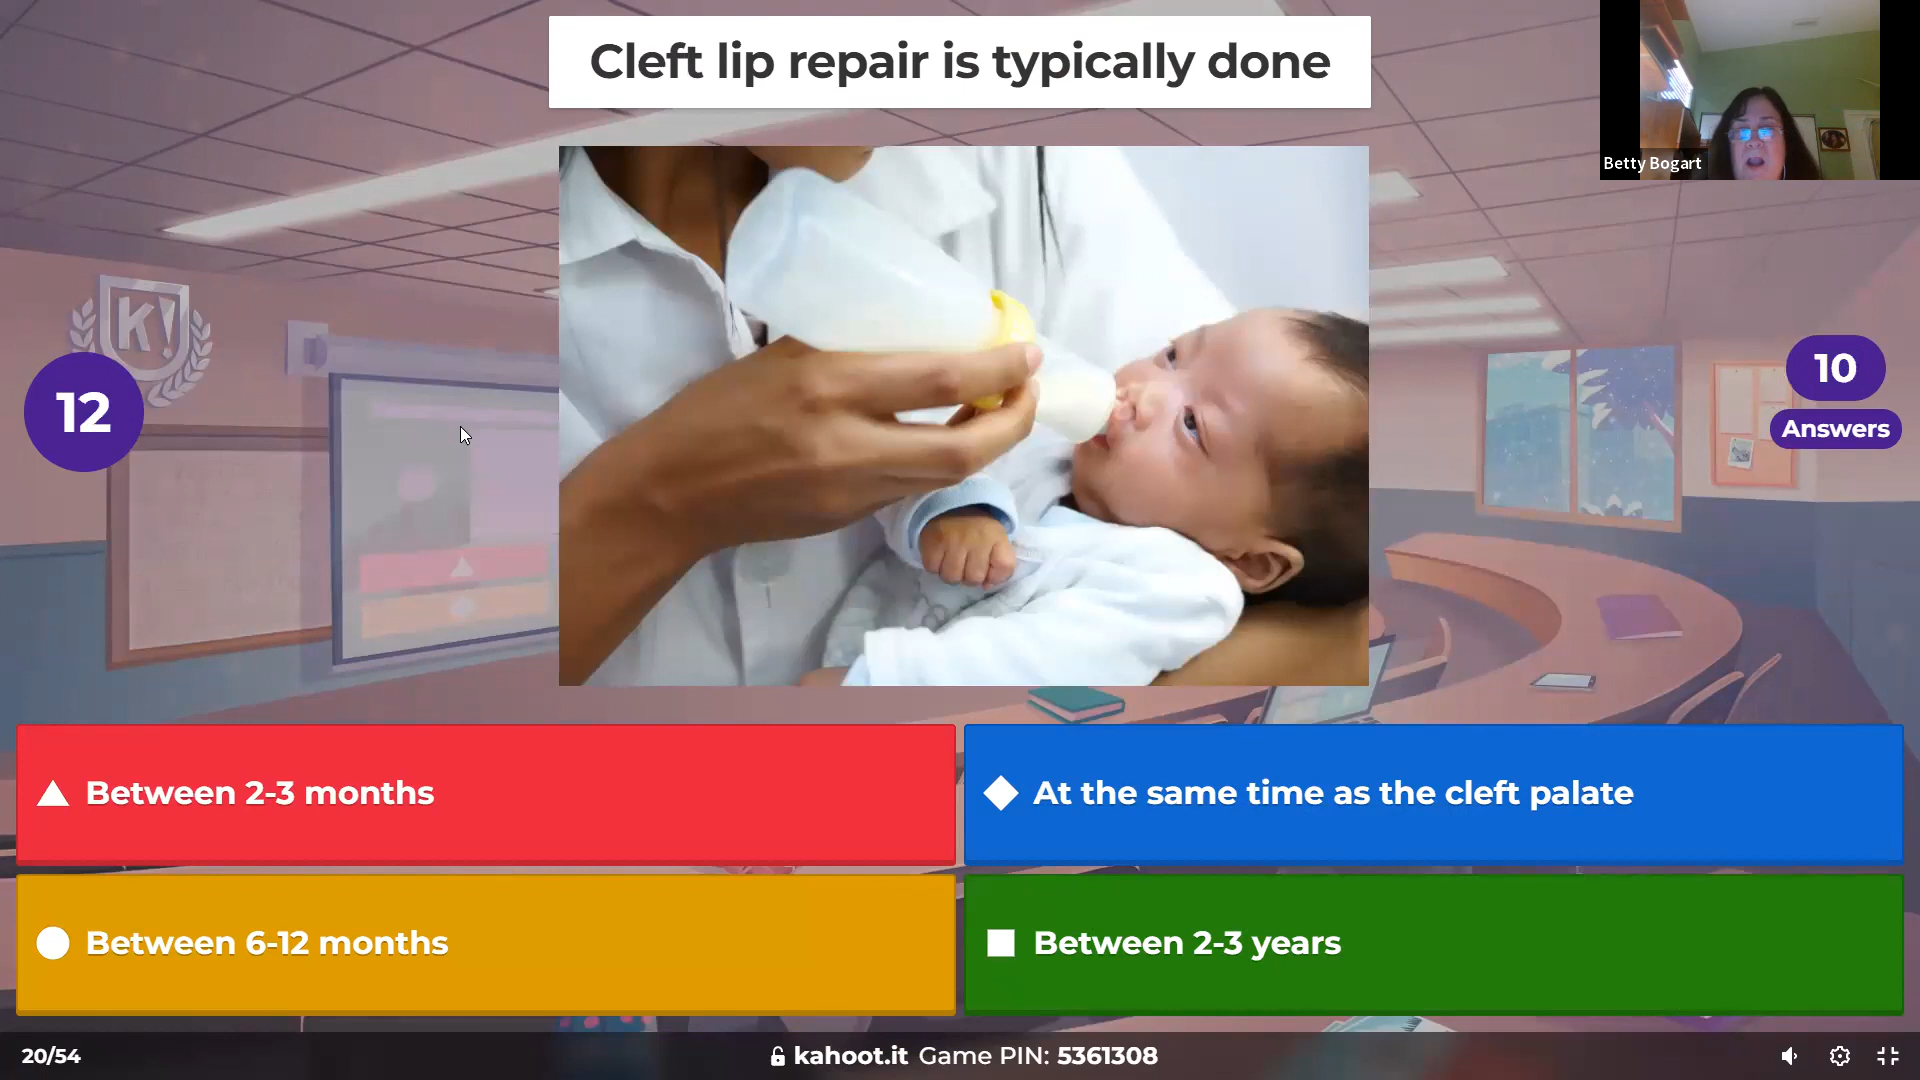 Cleft lip repair is typically done
Betty Bogart
K!
12
10
Answers
Between 2-3 months
At the same time as the cleft palate
Between 6-12 months
Between 2-3 years
20/54
kahoot.it Game PIN: 5361308